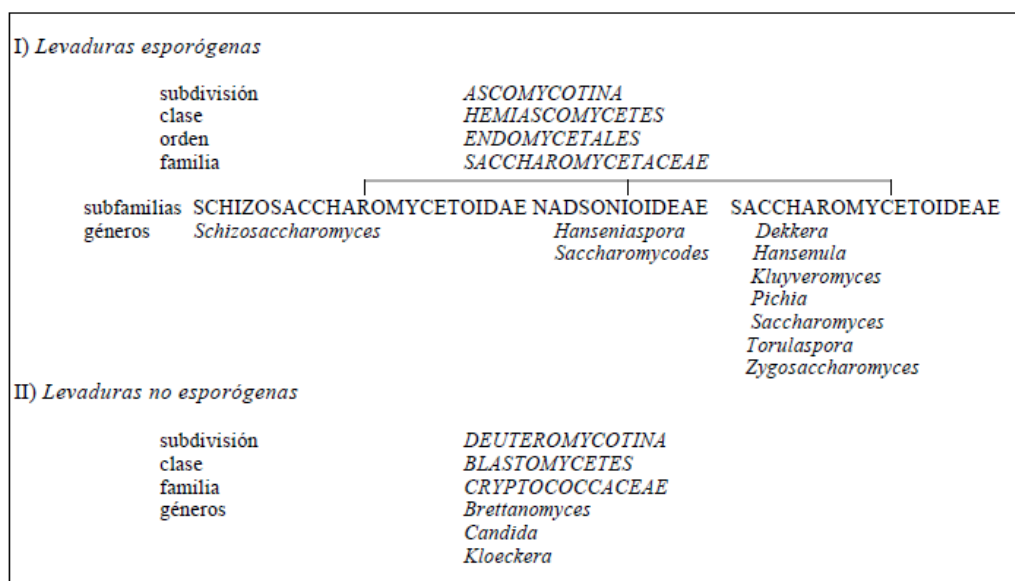 I) Levaduras esporógenas
subdivisión ASCOMYCOTINA
clase HEMIASCOMYCETES
orden ENDOMYCETALES
familia SACCHAROMYCETACEAE
subfamilias SCHIZOSACCHAROMYCETOIDAE NADSONIOIDEAE SACCHAROMYCETOIDEAE
géneros Schizosaccharomyces Hanseniaspora Dekkera
Saccharomycodes Hansenula
Kluyveromyces
Pichia
Saccharomyces
Torulaspora
Zygosaccharomyces
II) Levaduras no esporógenas
subdivisión DEUTEROMYCOTINA
clase BLASTOMYCETES
familia CRYPTOCOCCACEAE
géneros Brettanomyces
Candida
Kloeckera